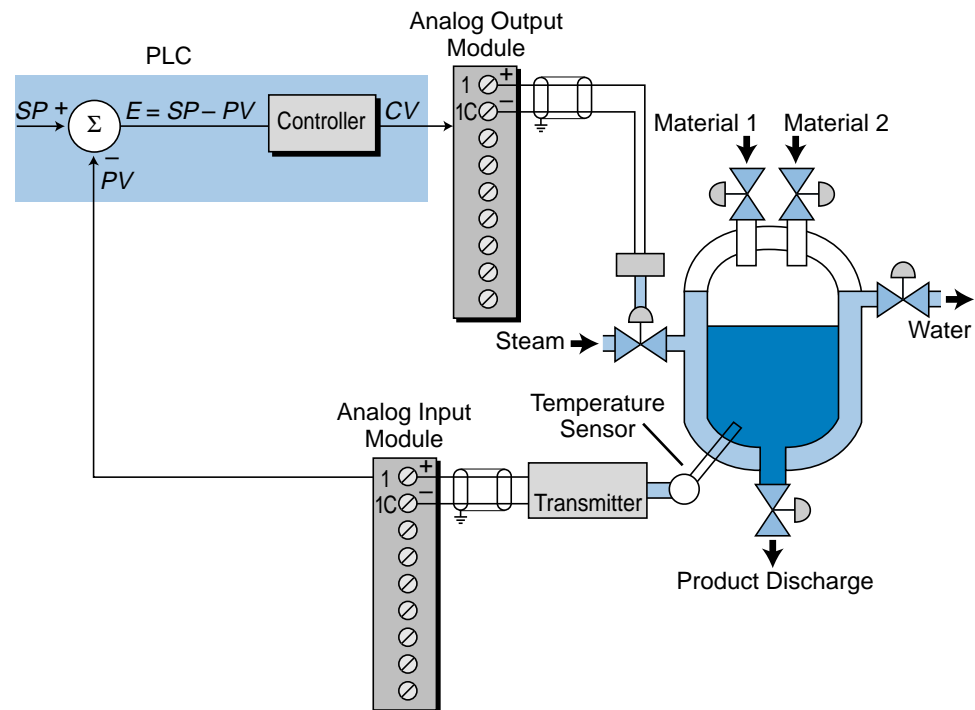 Analog Output
Module
PLC
SP + Σ E = SP – PV Controller CV
– 
PV
1 +
1C –
Material 1 Material 2
Steam
Water
Temperature
Sensor
Analog Input
Module
1 +
1C –
Transmitter
Product Discharge